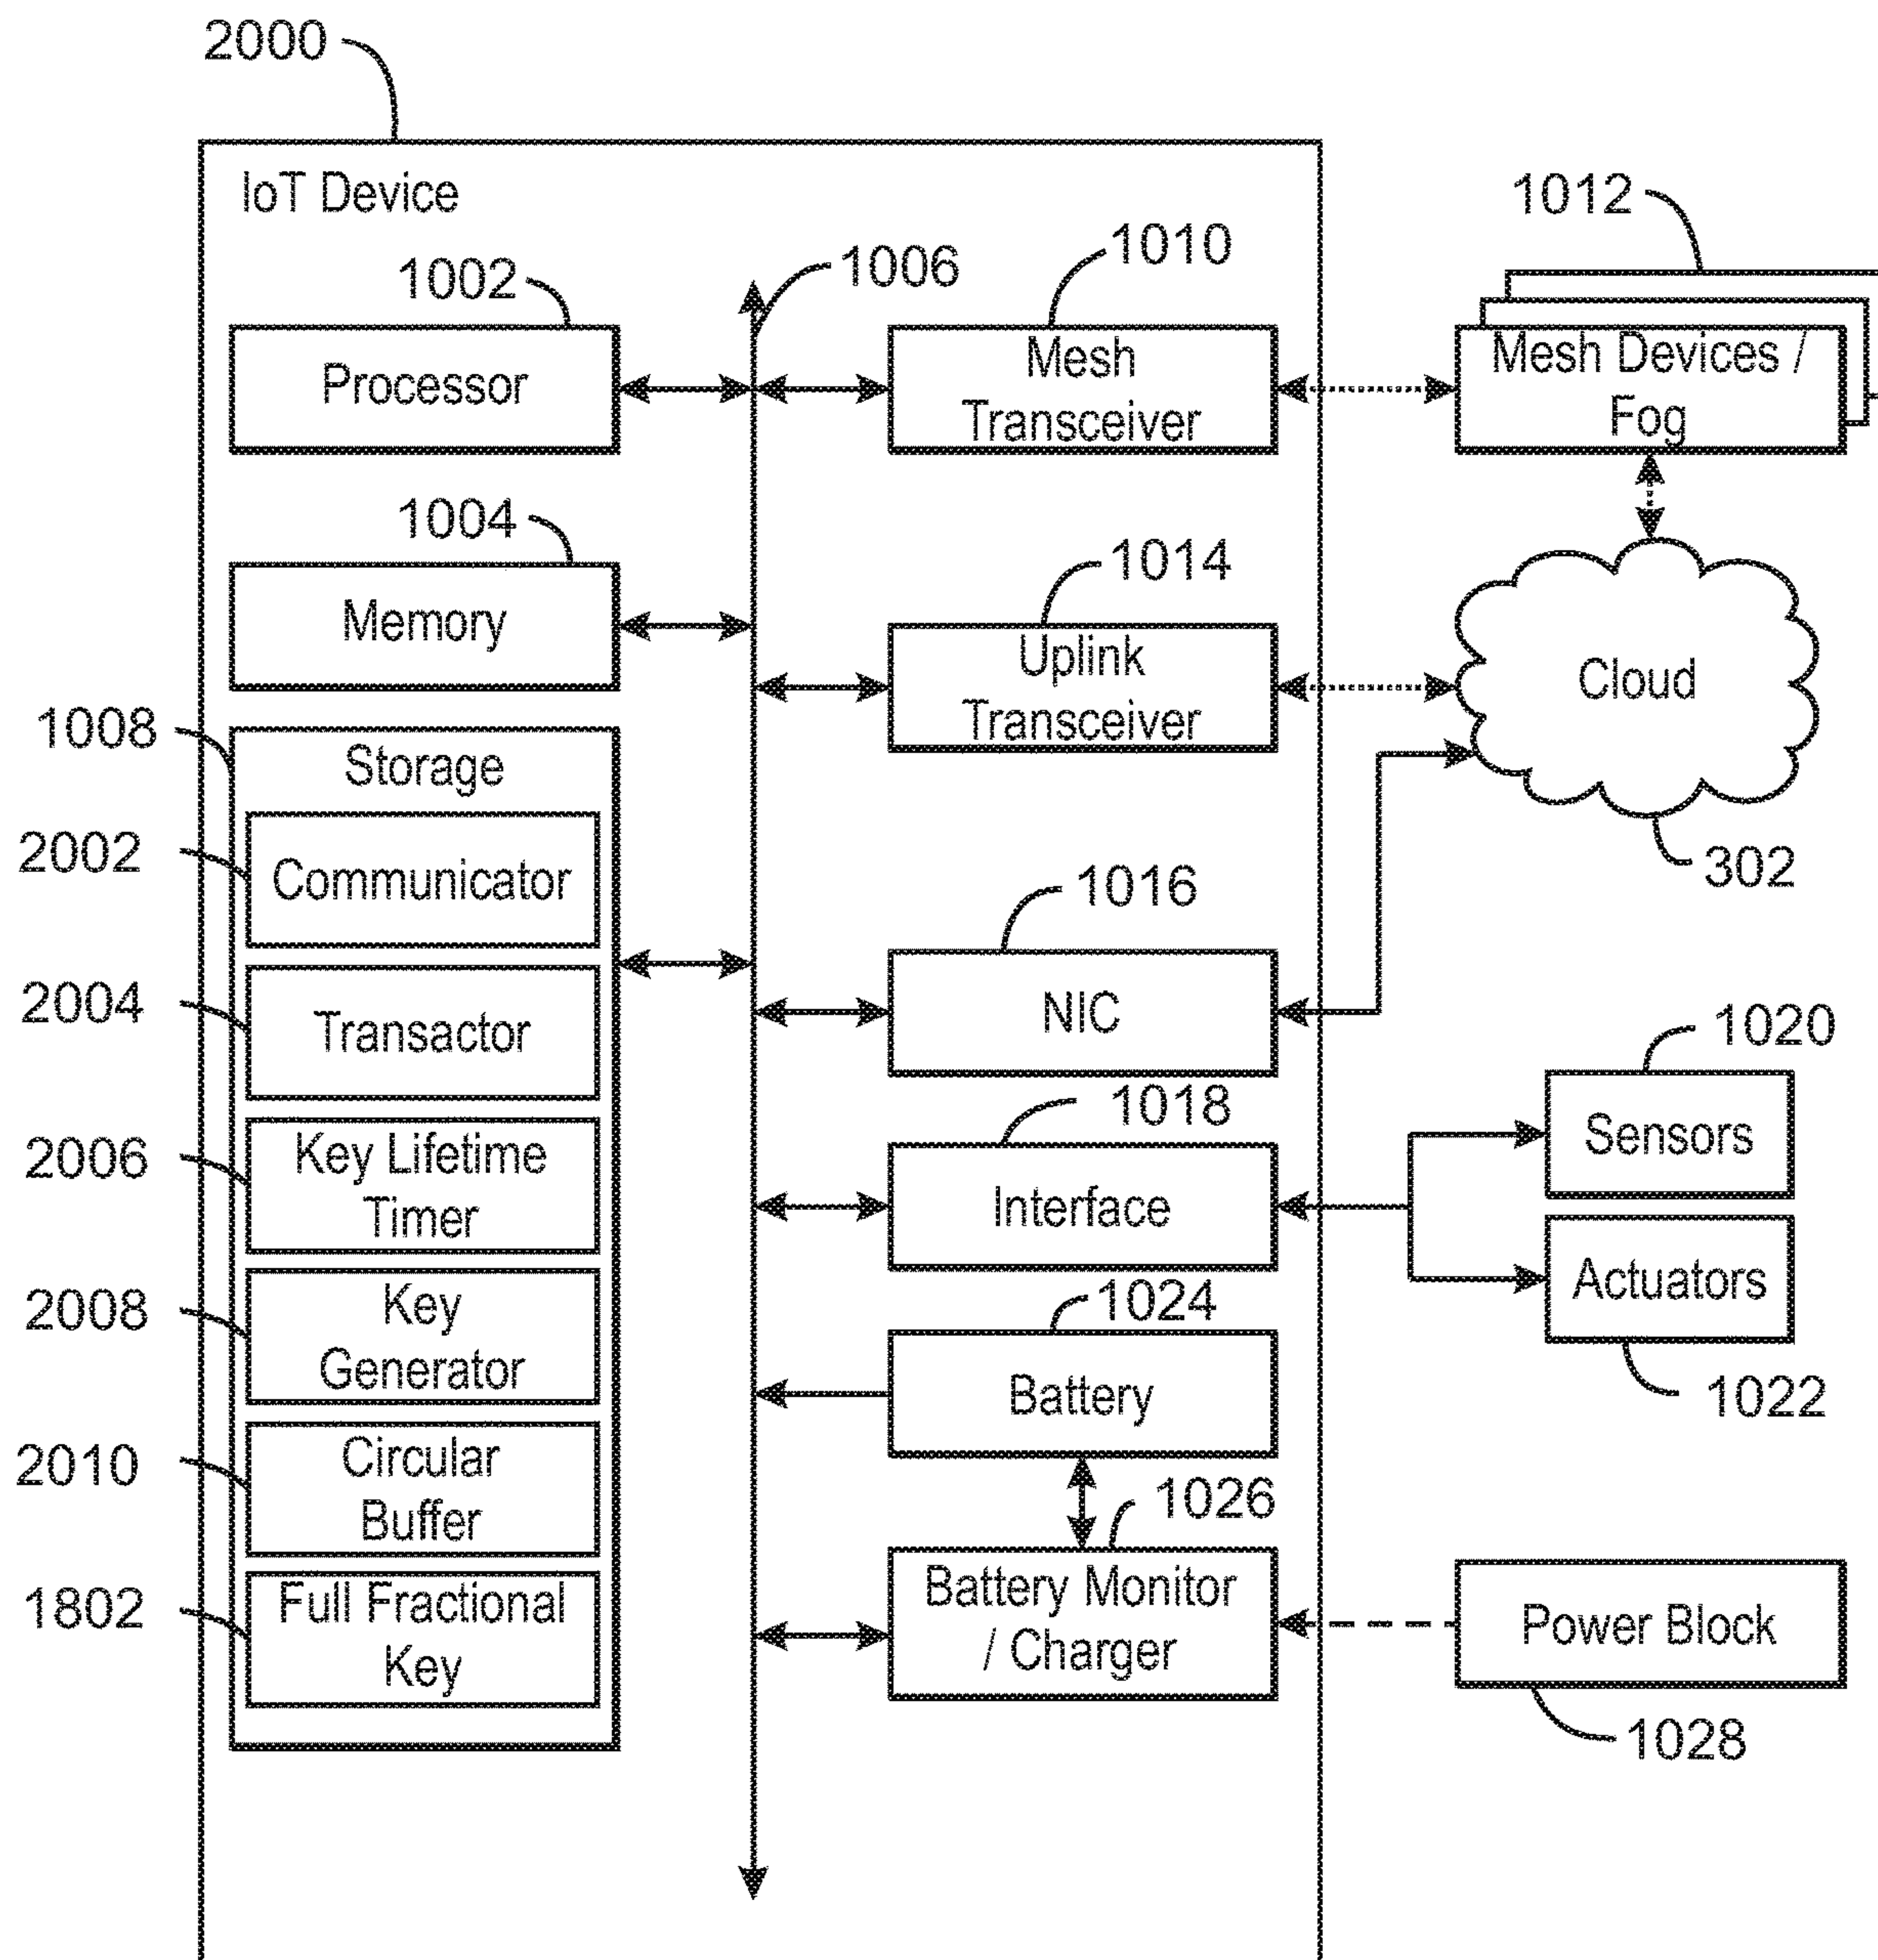 2000
IoT Device
1012
1010
1006
1002
Processor
Mesh
Transceiver
Mesh Devices /
Fog
1004
Memory
1014
Uplink
Transceiver
Cloud
302
1008
Storage
2002
Communicator
1016
NIC
2004
Transactor
1020
Sensors
1018
Interface
2006
Key Lifetime
Timer
Actuators
1022
2008
Key
Generator
1024
Battery
2010
Circular
Buffer
1026
Battery Monitor
/ Charger
1802
Full Fractional
Key
Power Block
1028